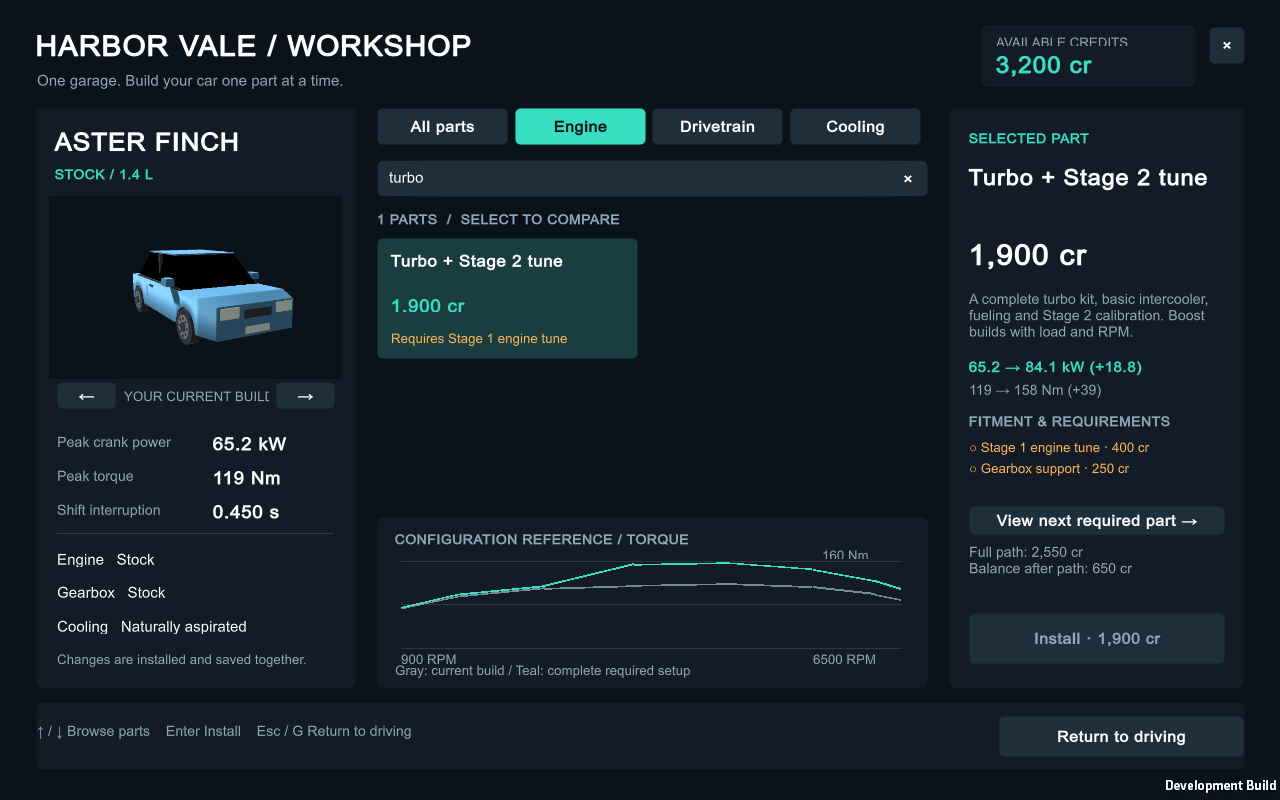 HARBOR VALE / WORKSHOP
One garage. Build your car one part at a time.
AVAILABLE CREDITS
3,200 cr
×
ASTER FINCH
STOCK / 1.4 L
← YOUR CURRENT BUILD →
Peak crank power 65.2 kW
Peak torque 119 Nm
Shift interruption 0.450 s
Engine Stock
Gearbox Stock
Cooling Naturally aspirated
Changes are installed and saved together.
All parts Engine Drivetrain Cooling
turbo ×
1 PARTS / SELECT TO COMPARE
Turbo + Stage 2 tune
1.900 cr
Requires Stage 1 engine tune
CONFIGURATION REFERENCE / TORQUE
160 Nm
900 RPM 6500 RPM
Gray: current build / Teal: complete required setup
SELECTED PART
Turbo + Stage 2 tune
1,900 cr
A complete turbo kit, basic intercooler,
fueling and Stage 2 calibration. Boost
builds with load and RPM.
65.2 → 84.1 kW (+18.8)
119 → 158 Nm (+39)
FITMENT & REQUIREMENTS
○ Stage 1 engine tune · 400 cr
○ Gearbox support · 250 cr
View next required part →
Full path: 2,550 cr
Balance after path: 650 cr
Install · 1,900 cr
↑ / ↓ Browse parts Enter Install Esc / G Return to driving
Return to driving
Development Build